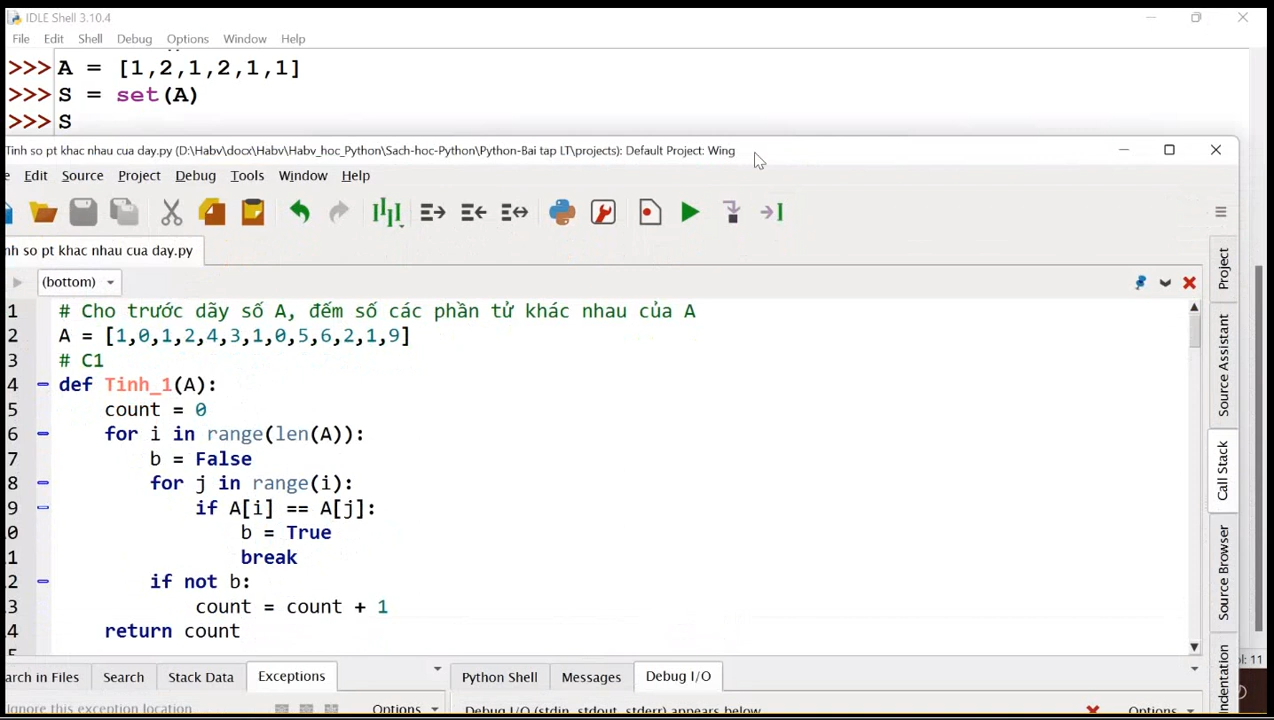 IDLE Shell 3.10.4
File Edit Shell Debug Options Window Help
>>> A = [1,2,1,2,1,1]
>>> S = set(A)
>>> S
Tinh so pt khac nhau cua day.py (D:\Habv\docx\Habv\Habv_hoc_Python\Sach-hoc-Python\Python-Bai tap LT\projects): Default Project: Wing
e Edit Source Project Debug Tools Window Help
nh so pt khac nhau cua day.py
(bottom)
1 # Cho trước dãy số A, đếm số các phần tử khác nhau của A
2 A = [1,0,1,2,4,3,1,0,5,6,2,1,9]
3 # C1
4 def Tinh_1(A):
5 count = 0
6 for i in range(len(A)):
7 b = False
8 for j in range(i):
9 if A[i] == A[j]:
0 b = True
1 break
2 if not b:
3 count = count + 1
4 return count
Project
Source Assistant
Call Stack
Source Browser
Indentation
arch in Files Search Stack Data Exceptions
Python Shell Messages Debug I/O
Ignore this exception location Options
Debug I/O (stdin, stdout, stderr) appears below Options
: 11